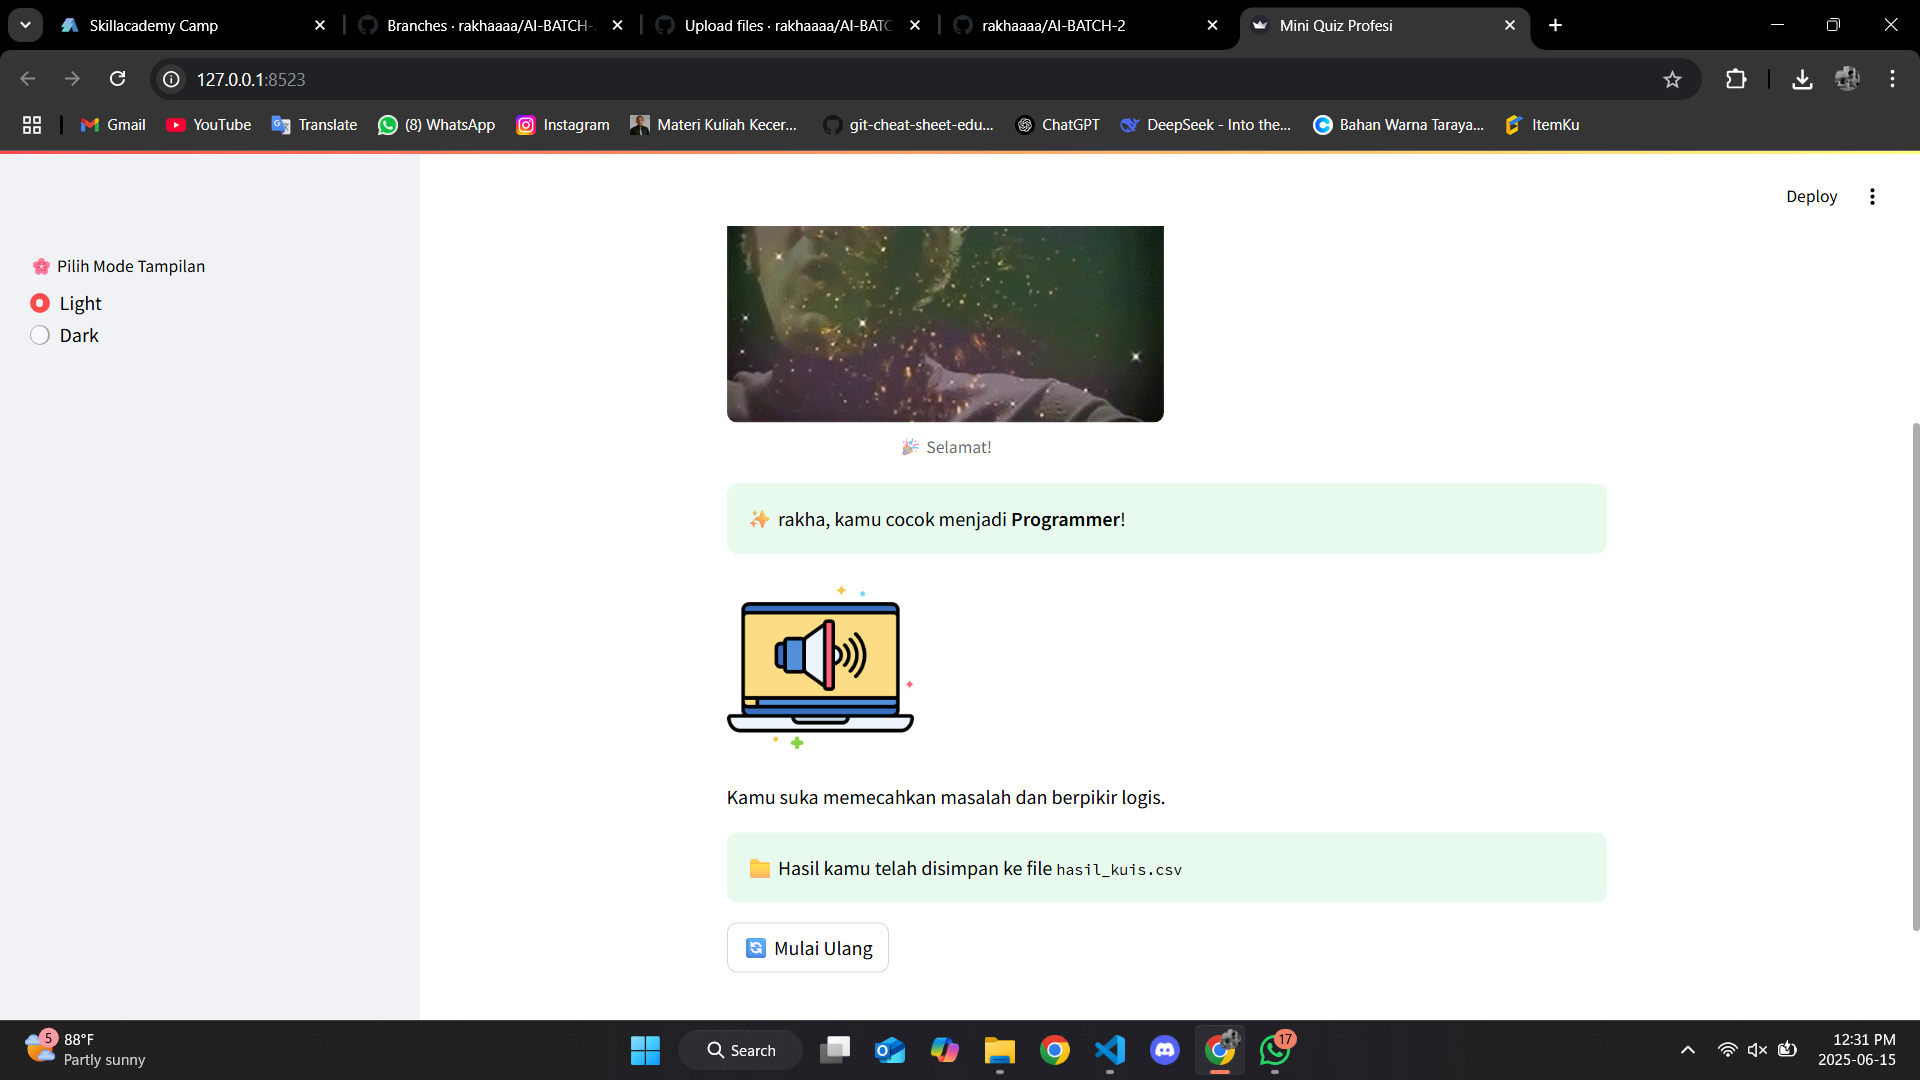 Skillacademy Camp
Branches · rakhaaaa/AI-BATCH-
Upload files · rakhaaaa/AI-BATC
rakhaaaa/AI-BATCH-2
Mini Quiz Profesi
127.0.0.1:8523
Gmail
YouTube
Translate
(8) WhatsApp
Instagram
Materi Kuliah Kecer...
git-cheat-sheet-edu...
ChatGPT
DeepSeek - Into the...
Bahan Warna Taraya...
ItemKu
Deploy
🌸 Pilih Mode Tampilan
Light
Dark
🎉 Selamat!
✨ rakha, kamu cocok menjadi Programmer!
Kamu suka memecahkan masalah dan berpikir logis.
📁 Hasil kamu telah disimpan ke file hasil_kuis.csv
🔄 Mulai Ulang
5
88°F
Partly sunny
Search
17
12:31 PM
2025-06-15